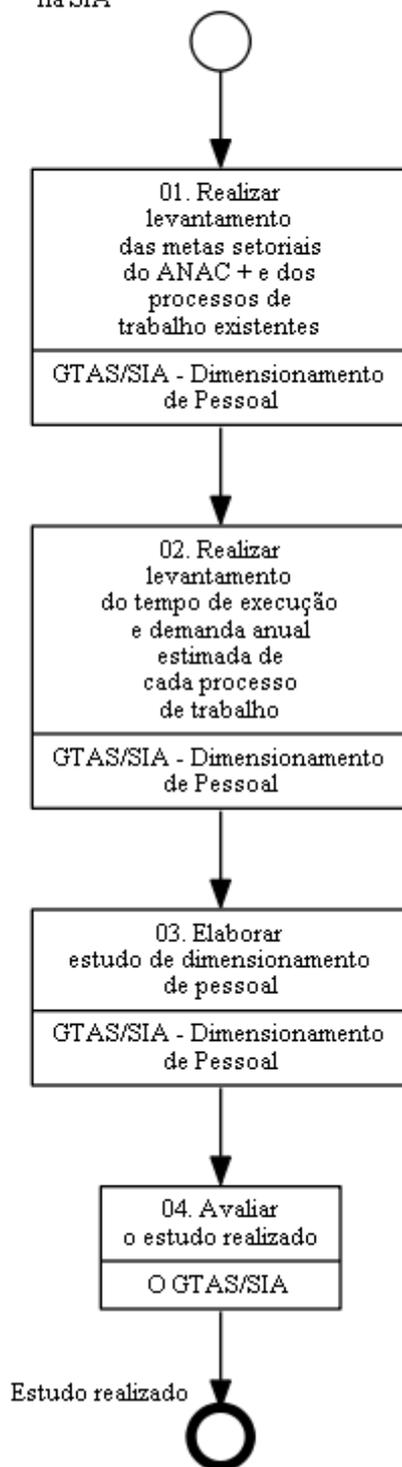 na SIA
01. Realizar
levantamento
das metas setoriais
do ANAC + e dos
processos de
trabalho existentes
GTAS/SIA - Dimensionamento
de Pessoal
02. Realizar
levantamento
do tempo de execução
e demanda anual
estimada de
cada processo
de trabalho
GTAS/SIA - Dimensionamento
de Pessoal
03. Elaborar
estudo de dimensionamento
de pessoal
GTAS/SIA - Dimensionamento
de Pessoal
04. Avaliar
o estudo realizado
O GTAS/SIA
Estudo realizado